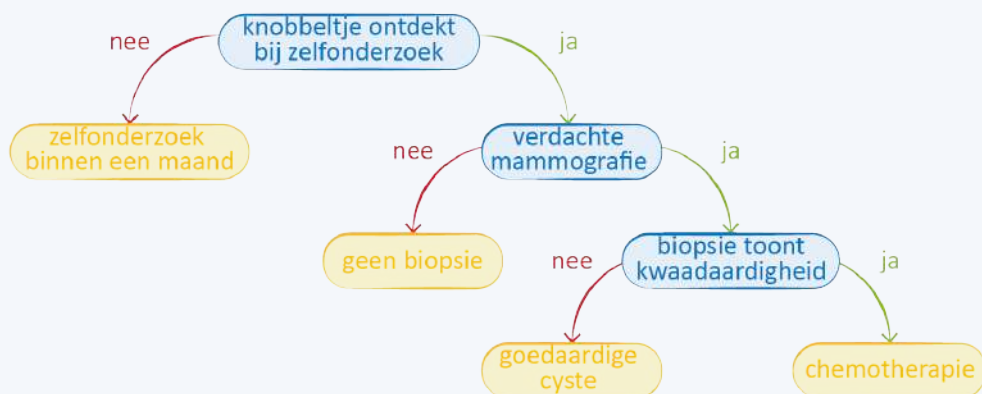 knobbeltje ontdekt
bij zelfonderzoek
nee
ja
zelfonderzoek
binnen een maand
verdachte
mammografie
nee
ja
geen biopsie
biopsie toont
kwaadaardigheid
nee
ja
goedaardige
cyste
chemotherapie